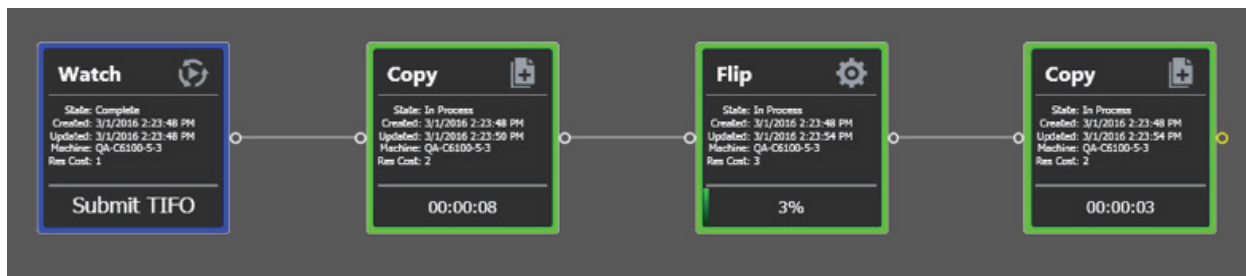 Watch
State: Complete
Created: 3/1/2016 2:23:48 PM
Updated: 3/1/2016 2:23:48 PM
Machine: QA-C6100-5-3
Res Cost: 1
Submit TIFO
Copy
State: In Process
Created: 3/1/2016 2:23:48 PM
Updated: 3/1/2016 2:23:50 PM
Machine: QA-C6100-5-3
Res Cost: 2
00:00:08
Flip
State: In Process
Created: 3/1/2016 2:23:48 PM
Updated: 3/1/2016 2:23:54 PM
Machine: QA-C6100-5-3
Res Cost: 3
3%
Copy
State: In Process
Created: 3/1/2016 2:23:48 PM
Updated: 3/1/2016 2:23:54 PM
Machine: QA-C6100-5-3
Res Cost: 2
00:00:03